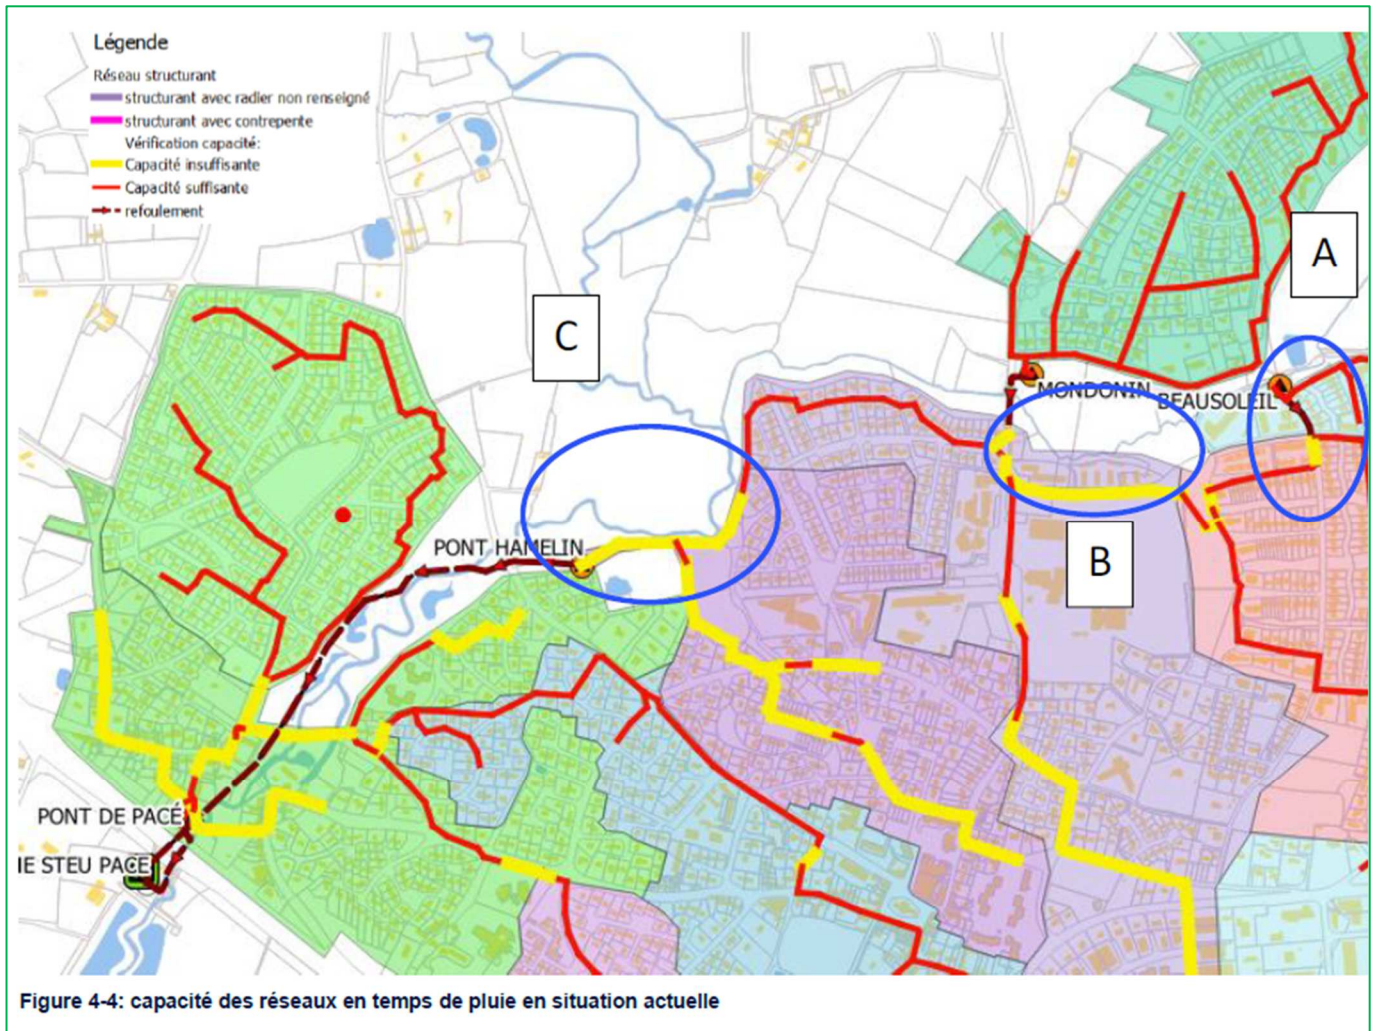 Légende
Réseau structurant
structurant avec radier non renseigné
structurant avec contrepente
Vérification capacité:
Capacité insuffisante
Capacité suffisante
refoulement
A
C
MONDONIN
BEAUSOLEIL
PONT HAMELIN
B
PONT DE PACÉ
IE STEU PACE
Figure 4-4: capacité des réseaux en temps de pluie en situation actuelle